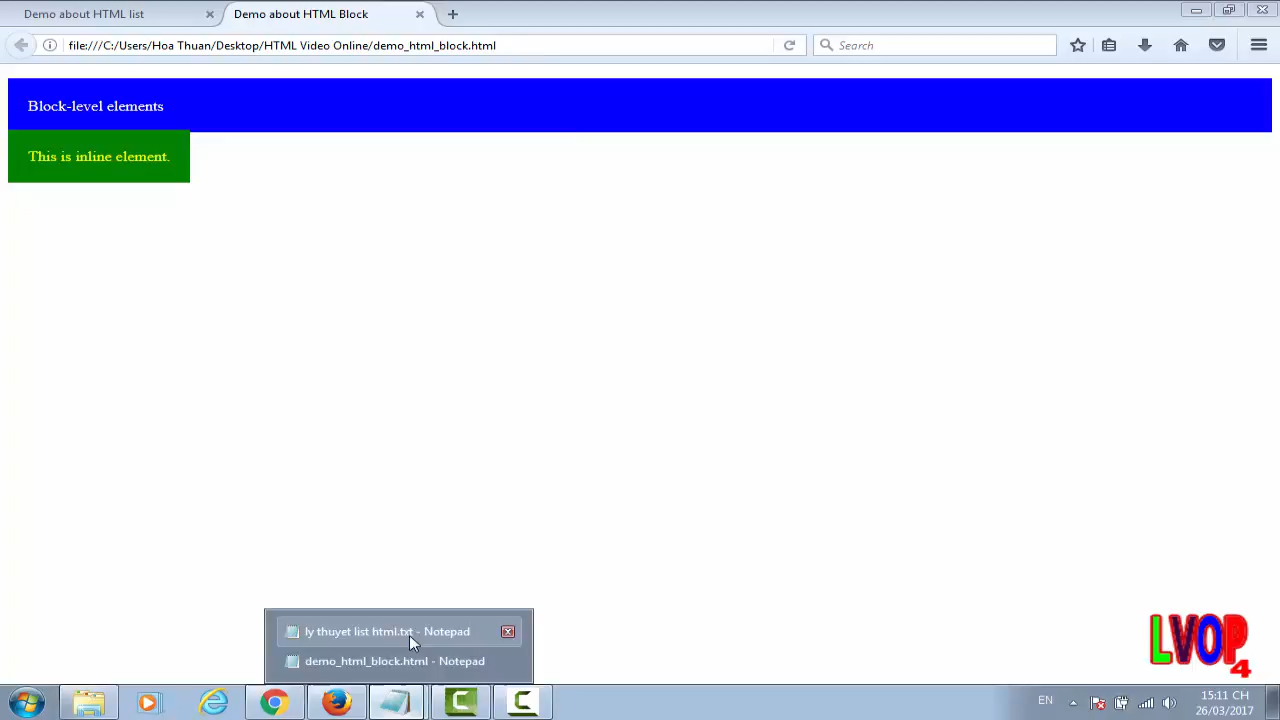 Demo about HTML list
Demo about HTML Block
file:///C:/Users/Hoa Thuan/Desktop/HTML Video Online/demo_html_block.html
Search
Block-level elements
This is inline element.
ly thuyet list html.txt - Notepad
demo_html_block.html - Notepad
LVOP4
EN
15:11 CH
26/03/2017